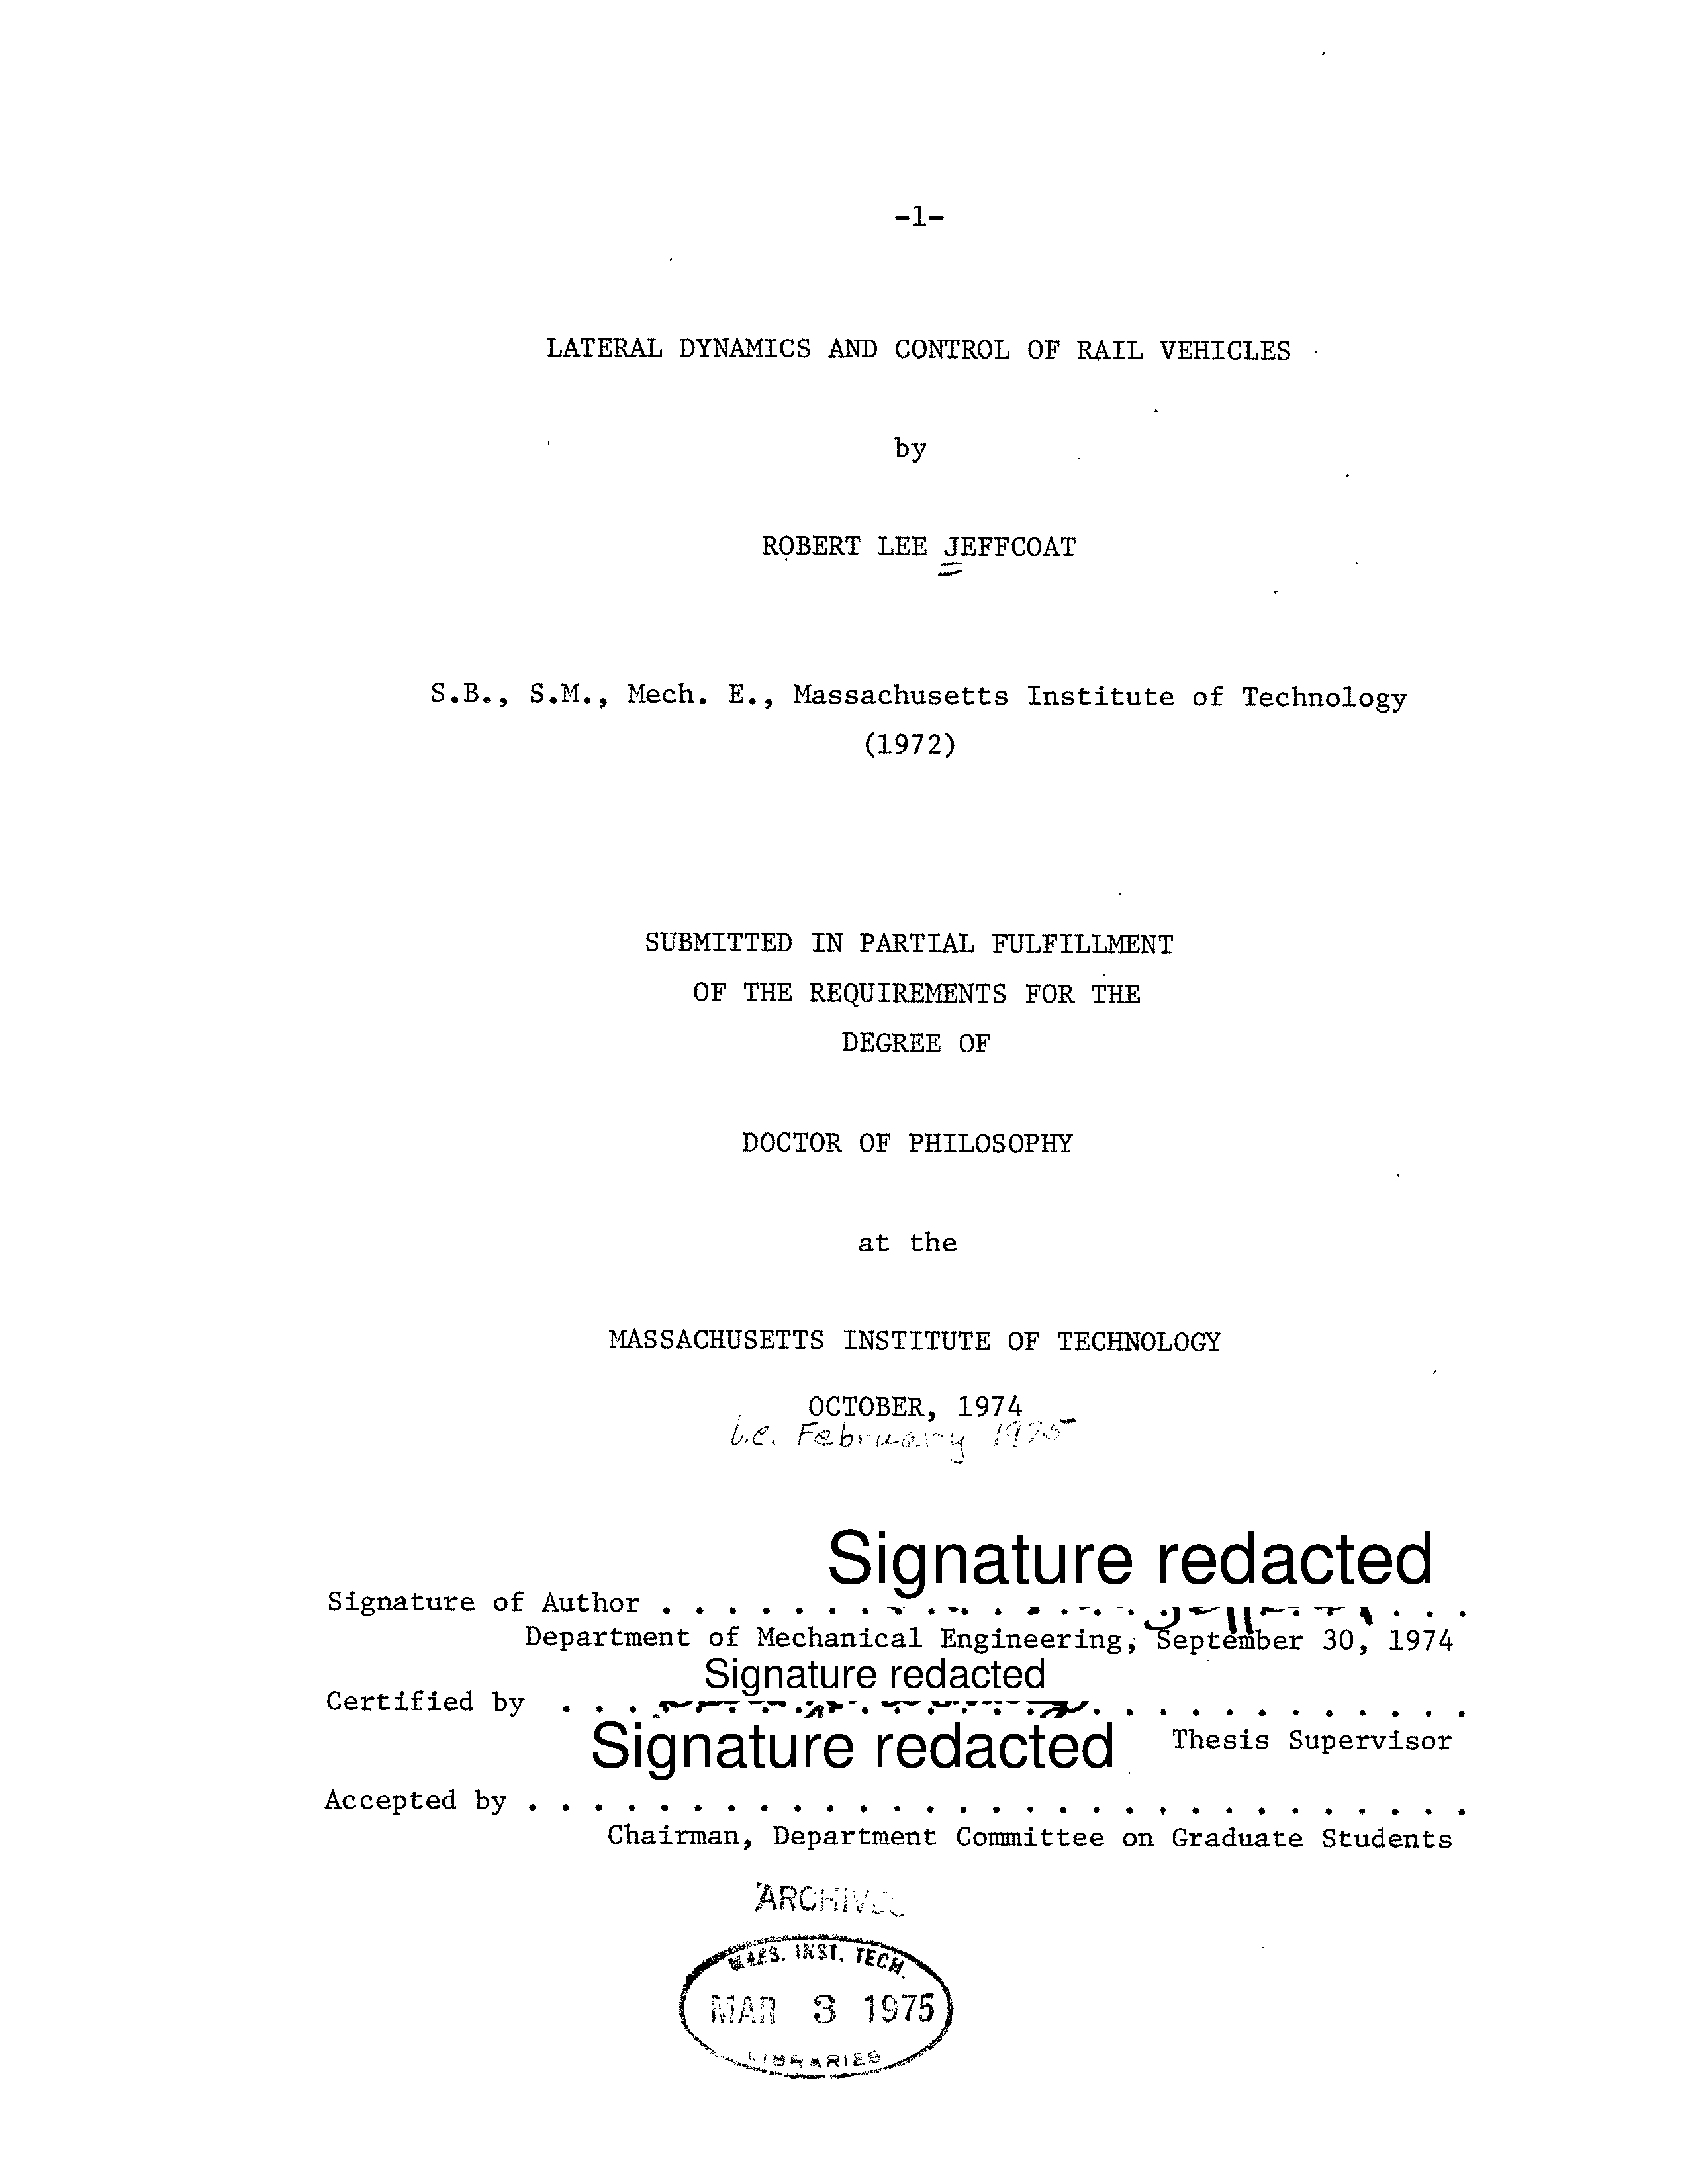 -1-
LATERAL DYNAMICS AND CONTROL OF RAIL VEHICLES
by
ROBERT LEE JEFFCOAT
S.B., S.M., Mech. E., Massachusetts Institute of Technology
(1972)
SUBMITTED IN PARTIAL FULFILLMENT
OF THE REQUIREMENTS FOR THE
DEGREE OF
DOCTOR OF PHILOSOPHY
at the
MASSACHUSETTS INSTITUTE OF TECHNOLOGY
OCTOBER, 1974
i.e. February 1975
Signature redacted
Signature of Author . . . . . . . . . . . . . . . . . . . . . . . . .
Department of Mechanical Engineering, September 30, 1974
Signature redacted
Certified by . . . . . . . . . . . . . . . . . . . . . . . . . . . .
Signature redacted Thesis Supervisor
Accepted by . . . . . . . . . . . . . . . . . . . . . . . . . . . . .
Chairman, Department Committee on Graduate Students
ARCHIVES
MASS. INST. TECH.
MAR 3 1975
LIBRARIES